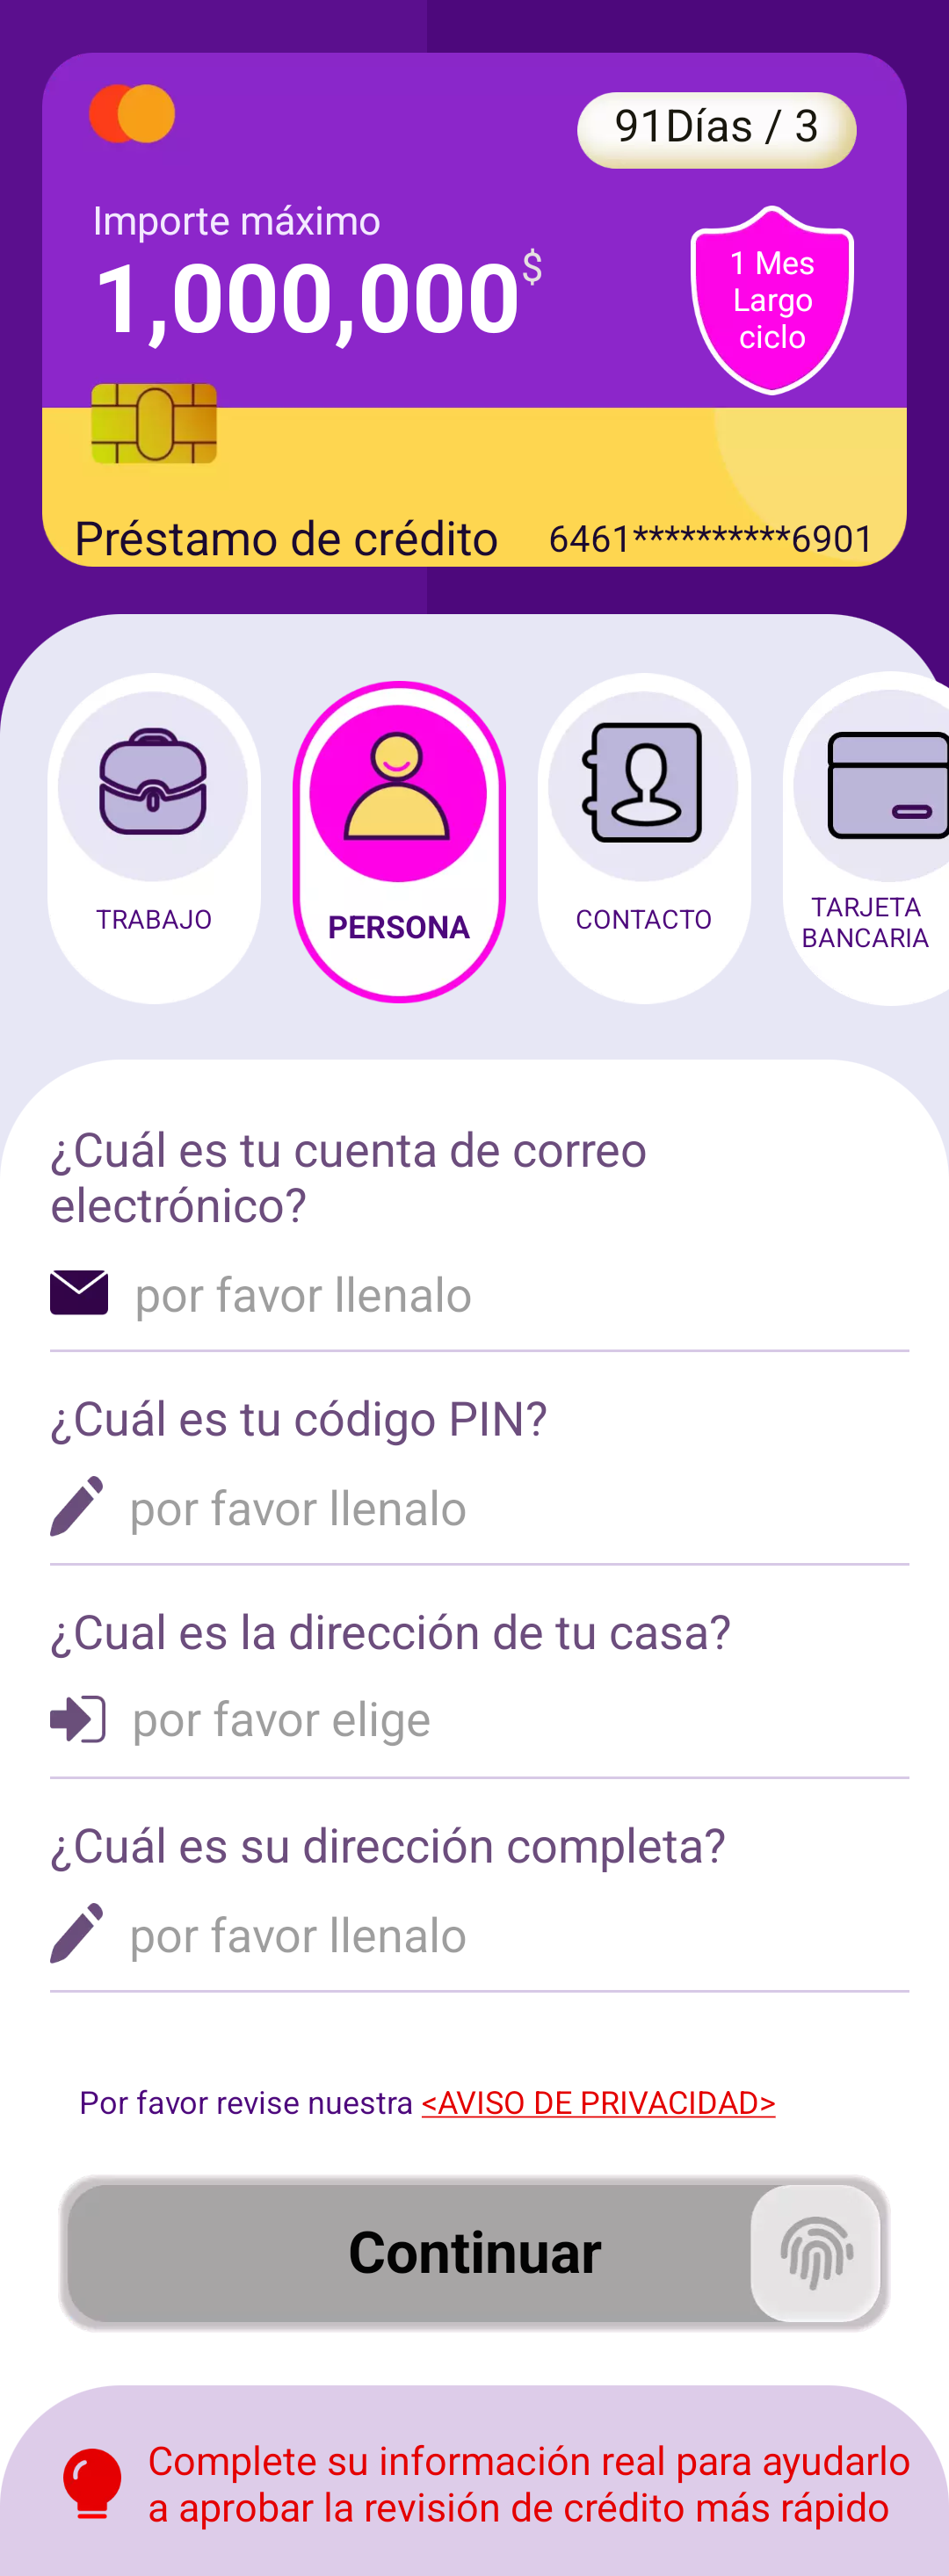 91Días / 3
Importe máximo
1,000,000$
1 Mes
Largo
ciclo
Préstamo de crédito
6461**********6901
TRABAJO
PERSONA
CONTACTO
TARJETA
BANCARIA
¿Cuál es tu cuenta de correo
electrónico?
por favor llenalo
¿Cuál es tu código PIN?
por favor llenalo
¿Cual es la dirección de tu casa?
por favor elige
¿Cuál es su dirección completa?
por favor llenalo
Por favor revise nuestra <AVISO DE PRIVACIDAD>
Continuar
Complete su información real para ayudarlo
a aprobar la revisión de crédito más rápido